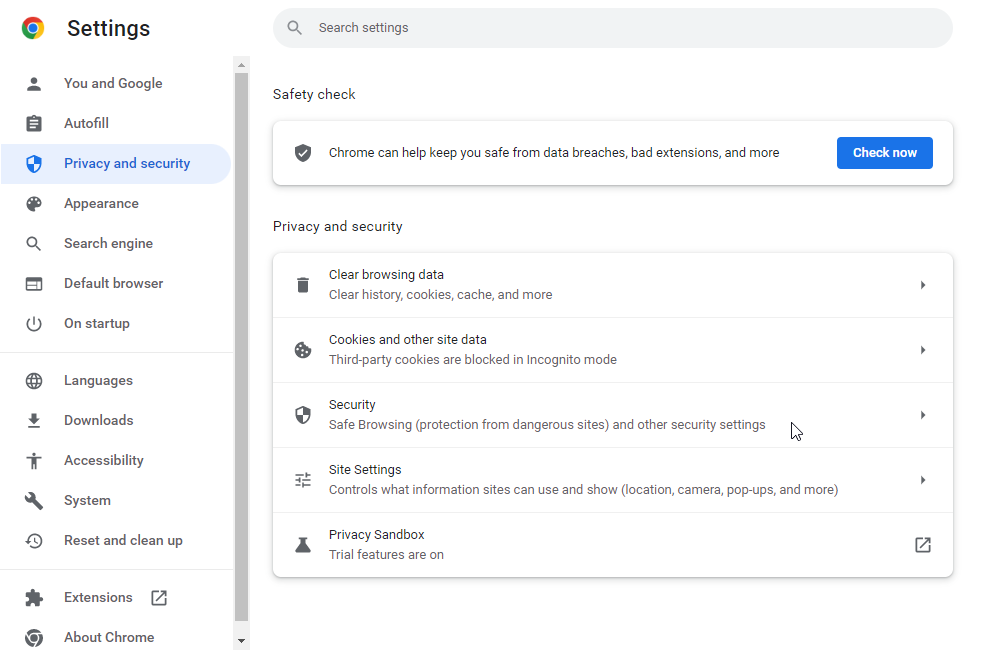 Settings
Search settings
You and Google
Autofill
Privacy and security
Appearance
Search engine
Default browser
On startup
Languages
Downloads
Accessibility
System
Reset and clean up
Extensions
About Chrome
Safety check
Chrome can help keep you safe from data breaches, bad extensions, and more
Check now
Privacy and security
Clear browsing data
Clear history, cookies, cache, and more
Cookies and other site data
Third-party cookies are blocked in Incognito mode
Security
Safe Browsing (protection from dangerous sites) and other security settings
Site Settings
Controls what information sites can use and show (location, camera, pop-ups, and more)
Privacy Sandbox
Trial features are on